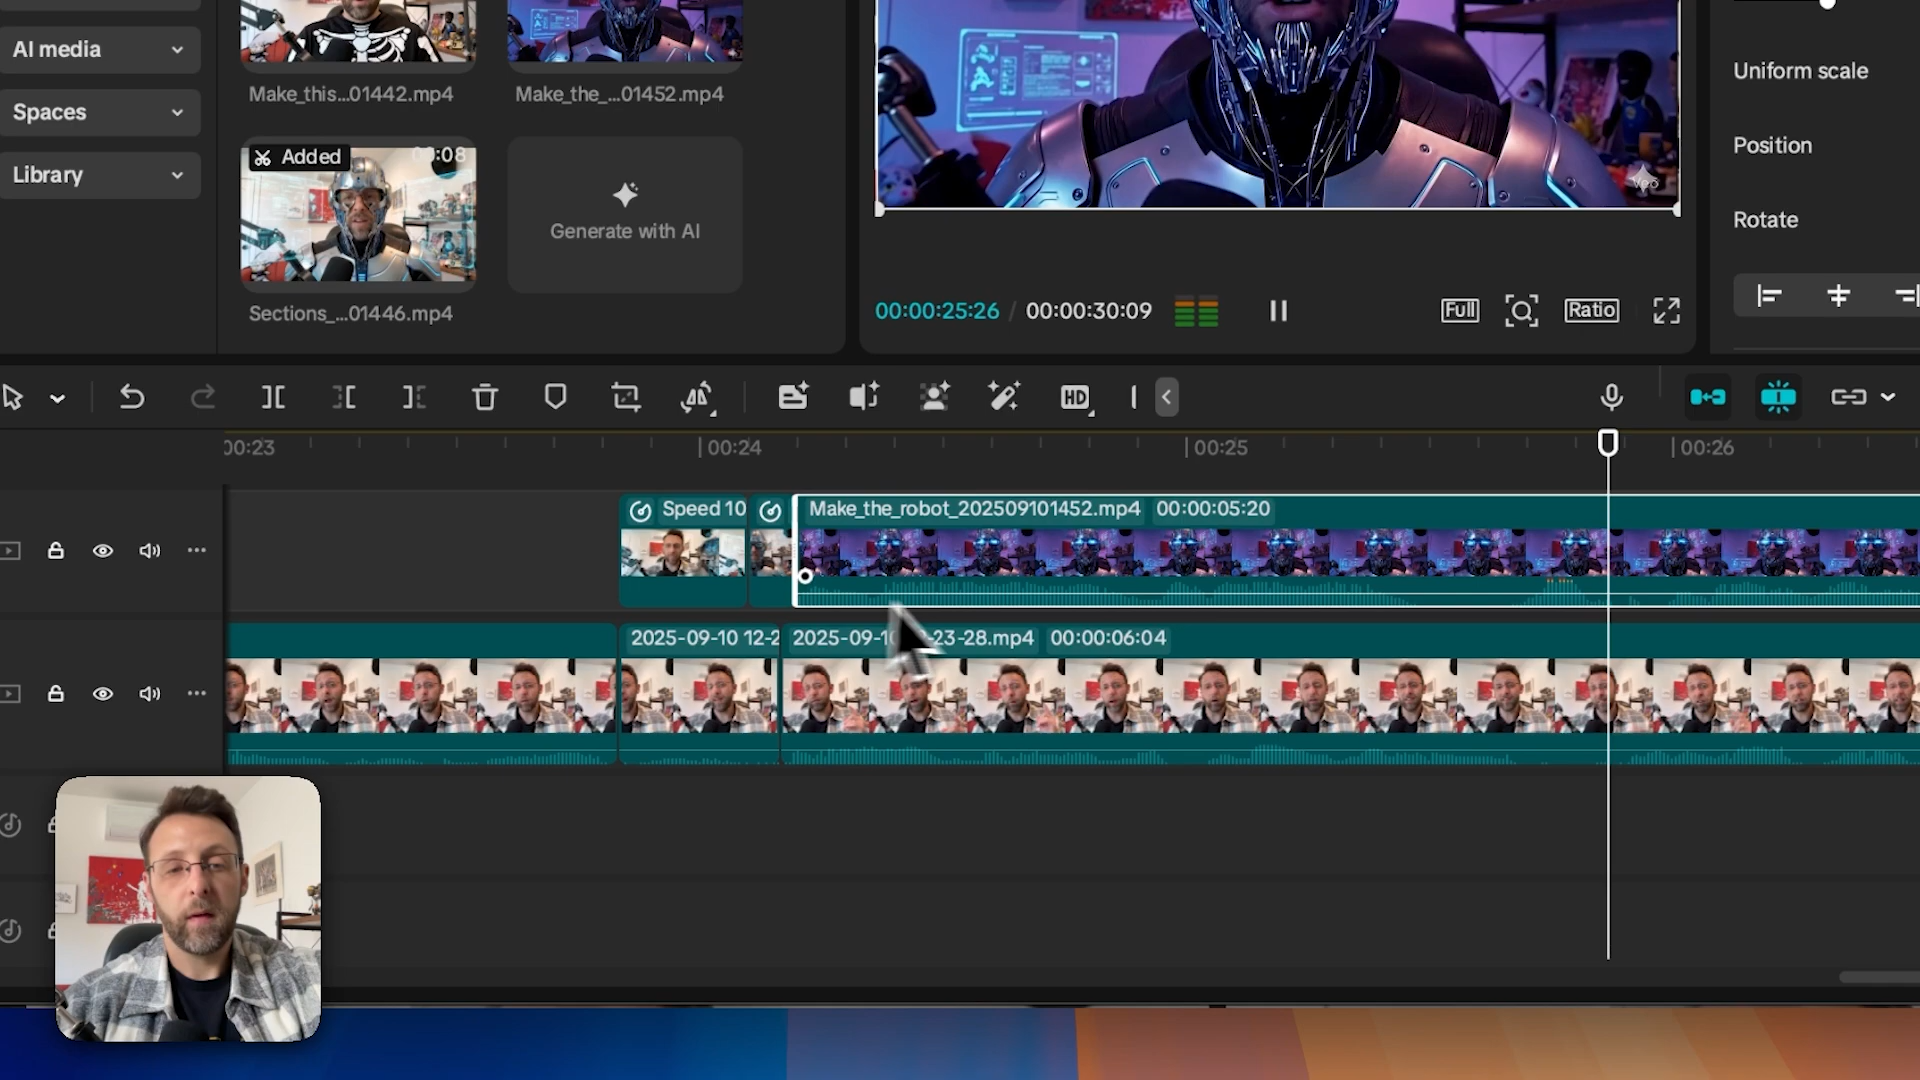 AI media
Spaces
Library
Make_this...01442.mp4
Make_the_...01452.mp4
Added
00:08
Sections_...01446.mp4
Generate with AI
Veo
00:00:25:26 / 00:00:30:09
Full
Ratio
Uniform scale
Position
Rotate
HD
00:23
00:24
00:25
00:26
Speed 10
Make_the_robot_202509101452.mp4 00:00:05:20
2025-09-10 12-2
2025-09-10 -23-28.mp4 00:00:06:04